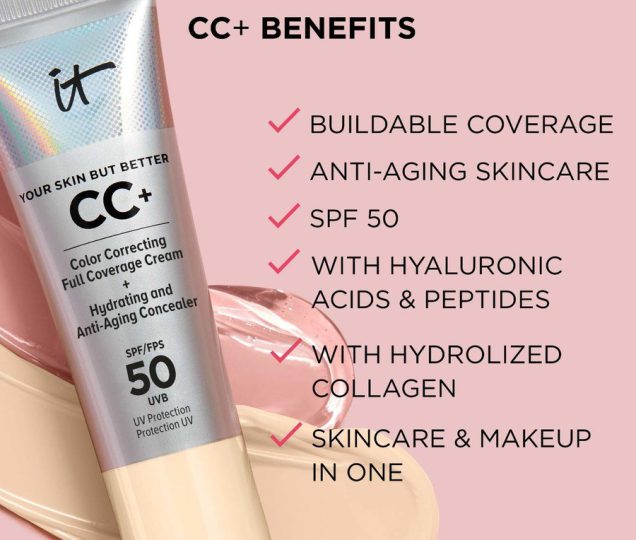 CC+ BENEFITS
it
YOUR SKIN BUT BETTER
CC+
Color Correcting
Full Coverage Cream
+
Hydrating and
Anti-Aging Concealer
SPF/FPS
50
UVB
UV Protection
Protection UV
BUILDABLE COVERAGE
ANTI-AGING SKINCARE
SPF 50
WITH HYALURONIC
ACIDS & PEPTIDES
WITH HYDROLIZED
COLLAGEN
SKINCARE & MAKEUP
IN ONE